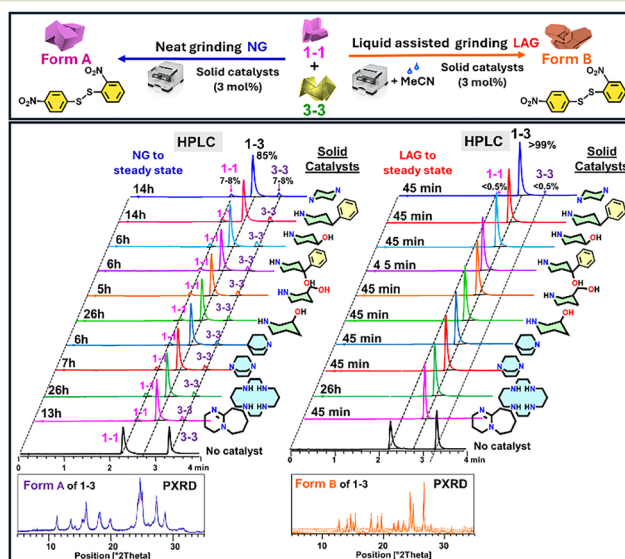 Form A
Neat grinding NG
1-1
Liquid assisted grinding LAG
Form B
Solid catalysts
(3 mol%)
+
+ MeCN
Solid catalysts
(3 mol%)
3-3
NO₂
NO₂
S
S
NO₂
NO₂
S
S
HPLC
1-3
85%
NG to
steady state
1-1
7-8%
3-3
7-8%
Solid
Catalysts
14h
14h
6h
6h
5h
26h
6h
7h
26h
13h
1-1
3-3
No catalyst
0 1 2 3 4 min
HPLC
1-3
>99%
LAG to
steady state
1-1
<0.5%
3-3
<0.5%
Solid
Catalysts
45 min
45 min
45 min
4 5 min
45 min
45 min
45 min
45 min
26h
45 min
No catalyst
0 1 2 3 4 min
Form A of 1-3 PXRD
10 20 30
Position [°2Theta]
Form B of 1-3 PXRD
10 20 30
Position [°2Theta]